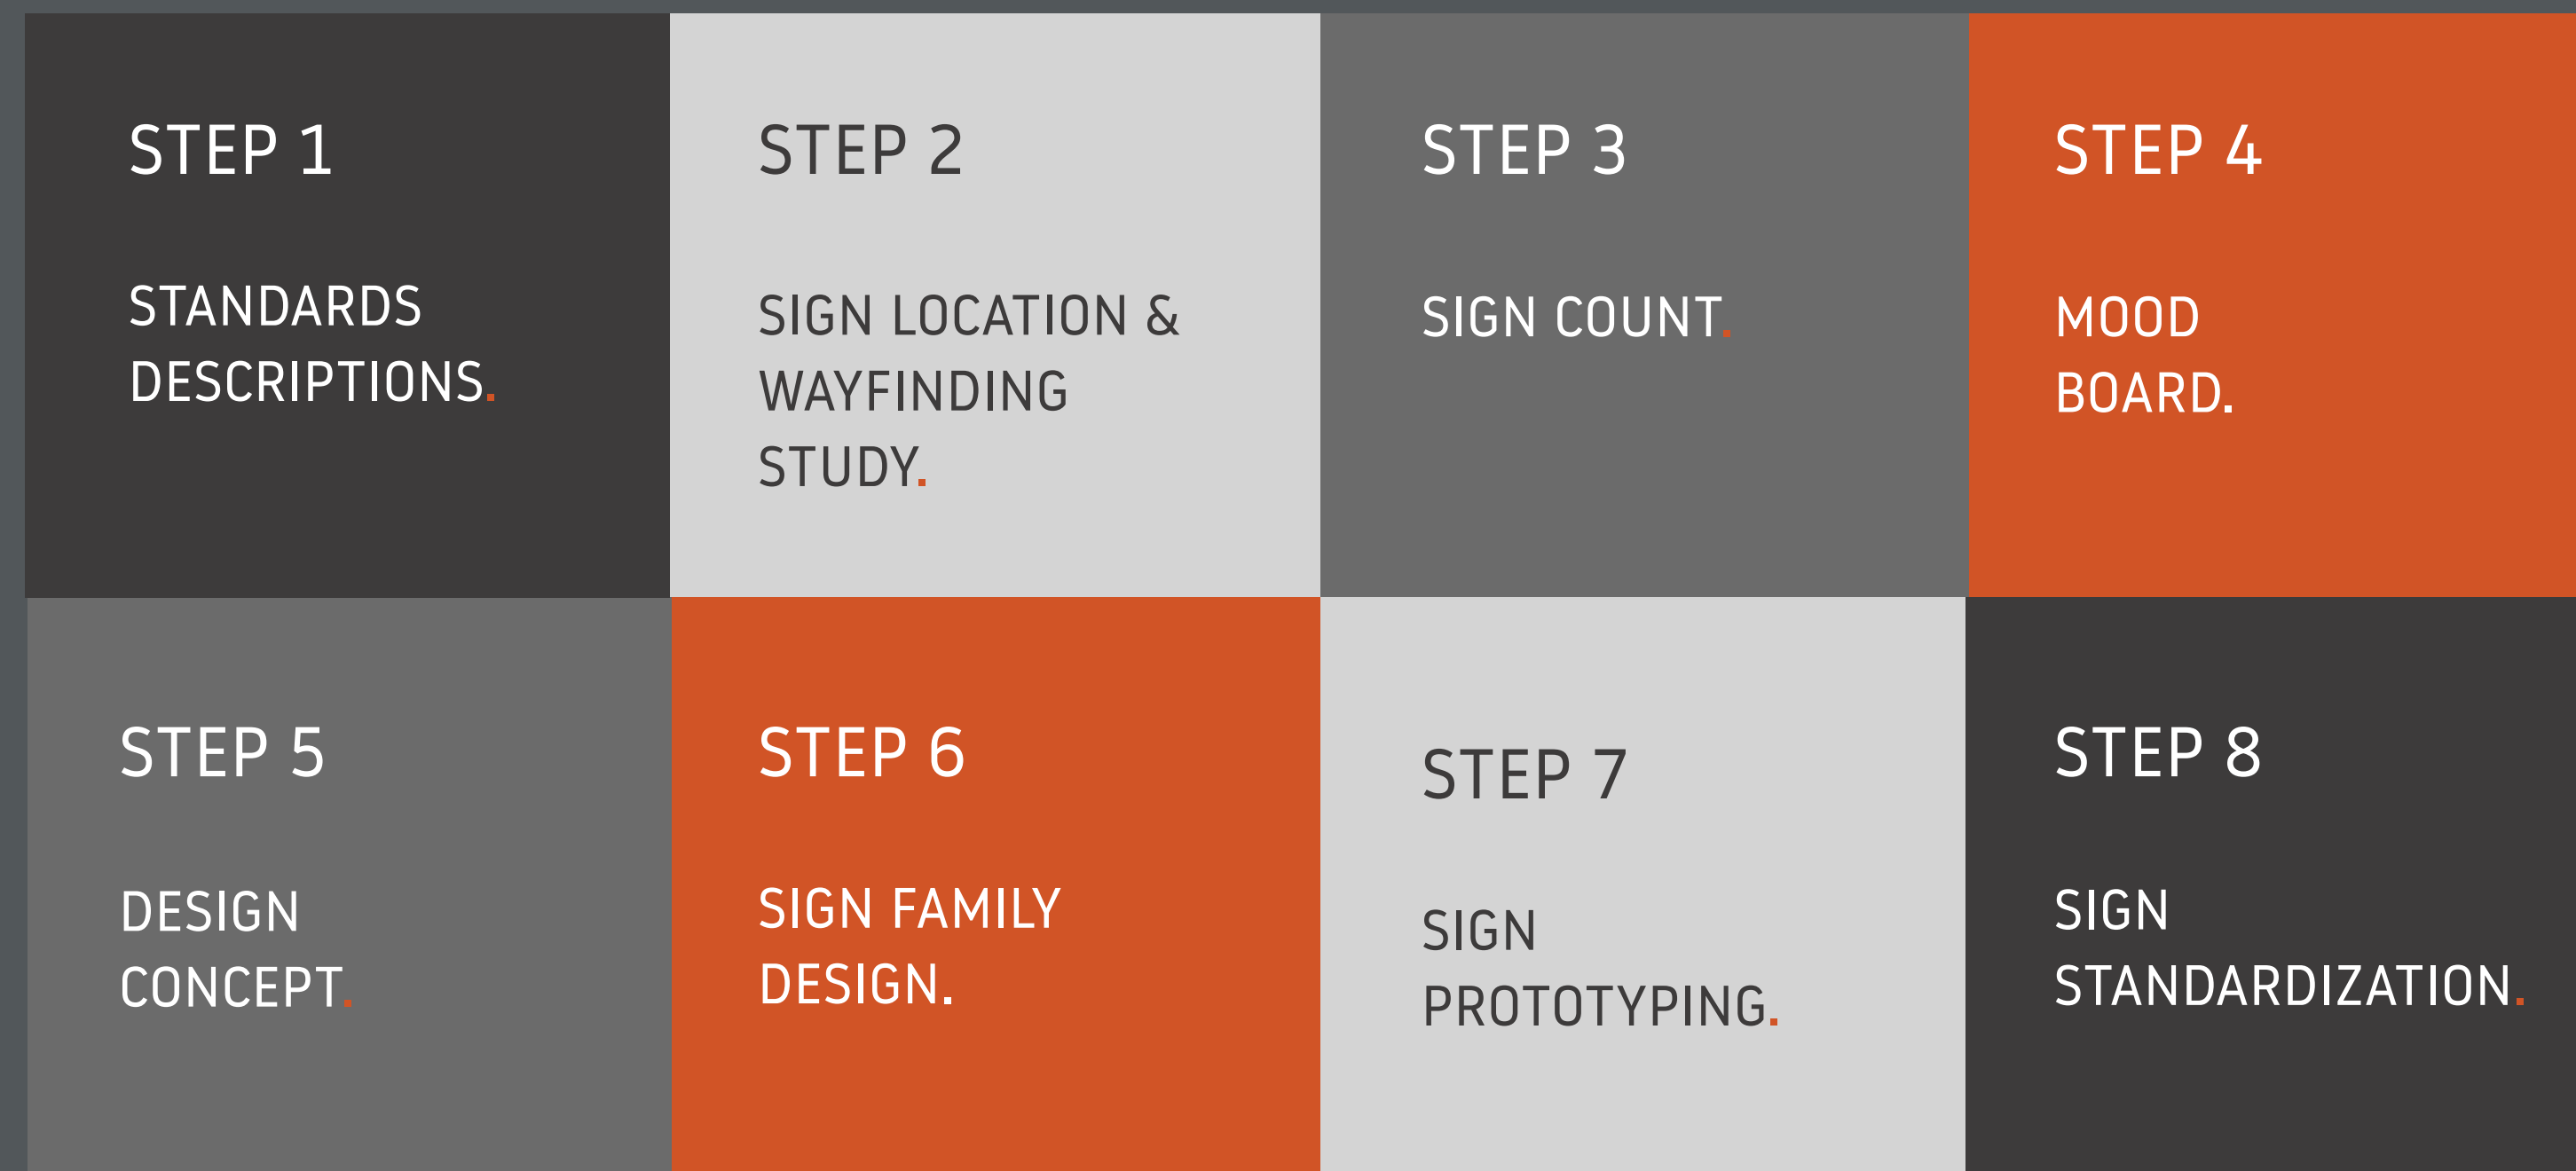 STEP 1
STANDARDS
DESCRIPTIONS.
STEP 2
SIGN LOCATION &
WAYFINDING
STUDY.
STEP 3
SIGN COUNT.
STEP 4
MOOD
BOARD.
STEP 5
DESIGN
CONCEPT.
STEP 6
SIGN FAMILY
DESIGN.
STEP 7
SIGN
PROTOTYPING.
STEP 8
SIGN
STANDARDIZATION.